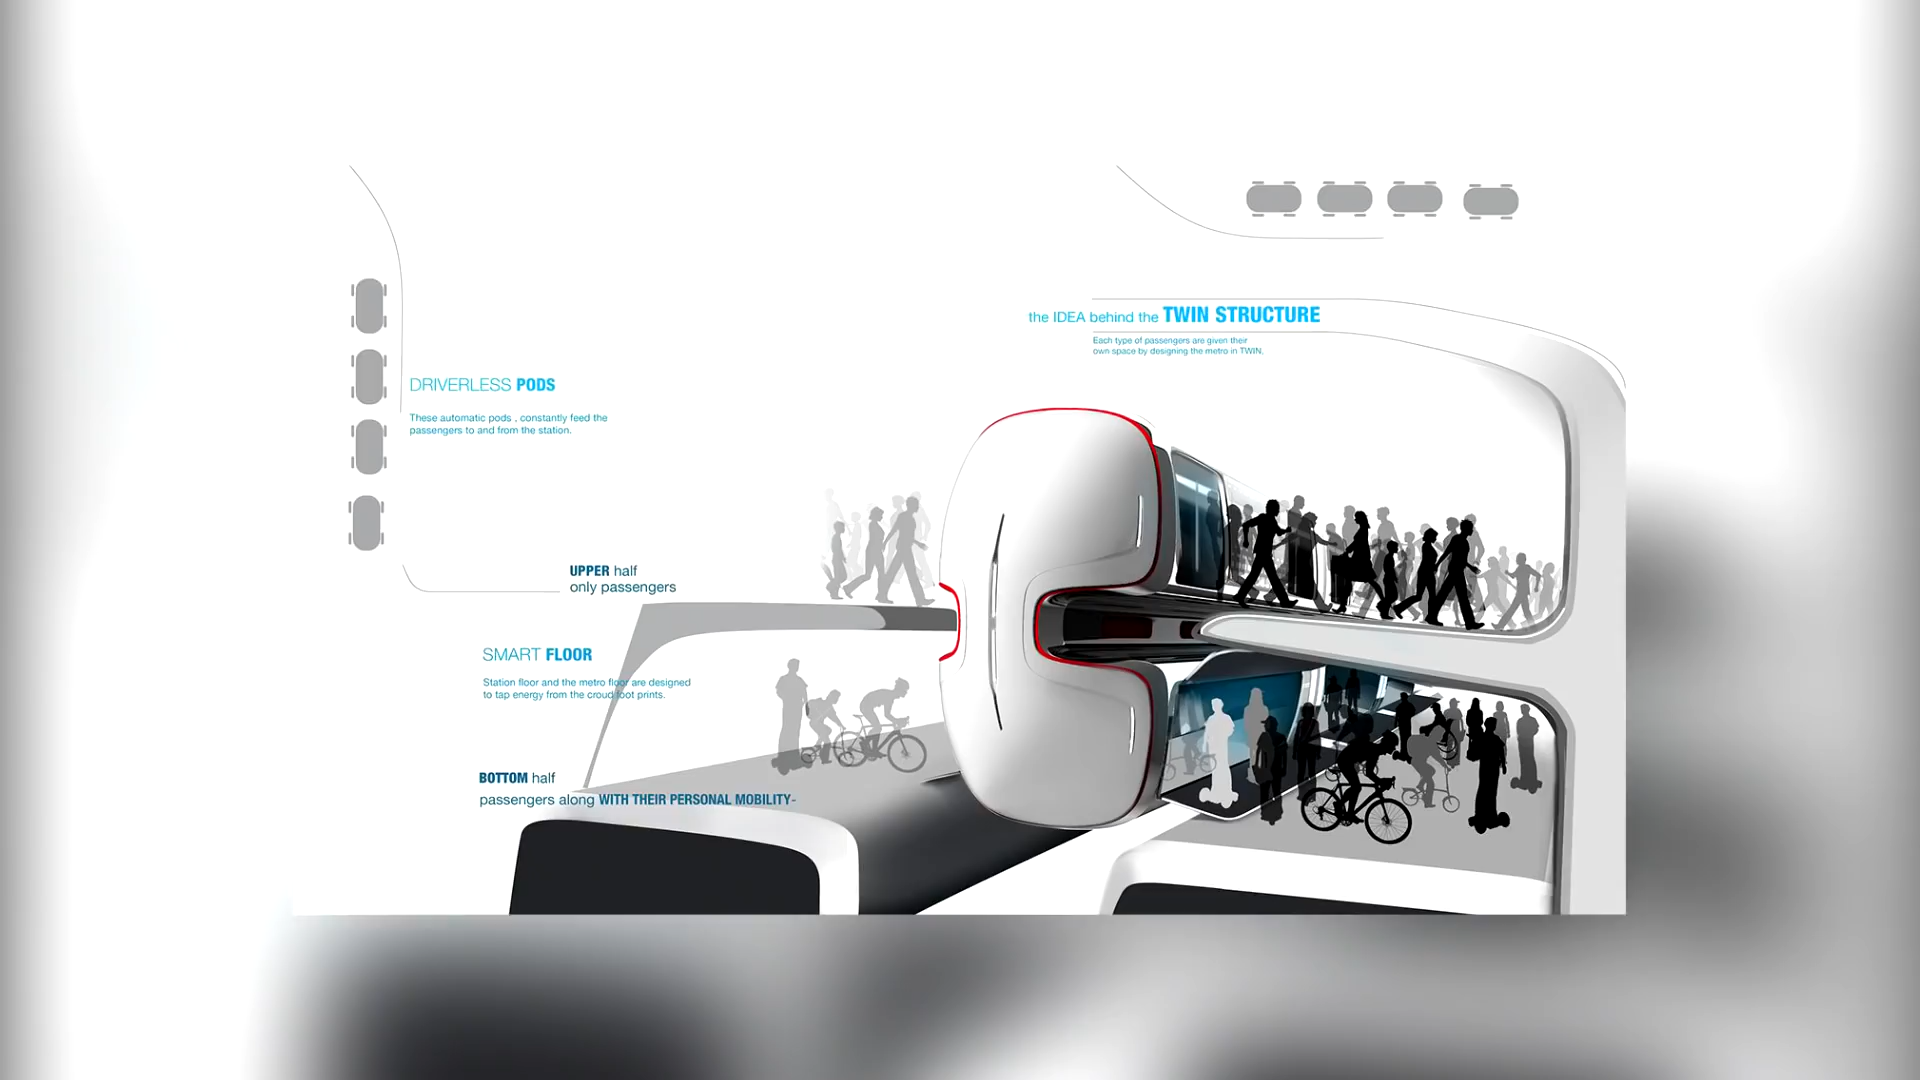 the IDEA behind the TWIN STRUCTURE
Each type of passengers are given their
own space by designing the metro in TWIN.
DRIVERLESS PODS
These automatic pods , constantly feed the
passengers to and from the station.
UPPER half
only passengers
SMART FLOOR
Station floor and the metro floor are designed
to tap energy from the croud foot prints.
BOTTOM half
passengers along WITH THEIR PERSONAL MOBILITY-